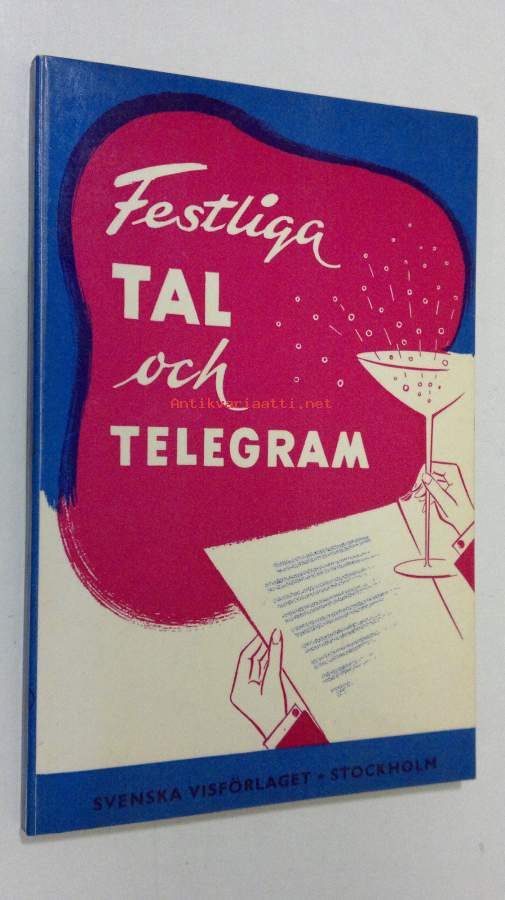 Festliga
TAL
och
Antikvariaatti.net
TELEGRAM
SVENSKA VISFÖRLAGET • STOCKHOLM